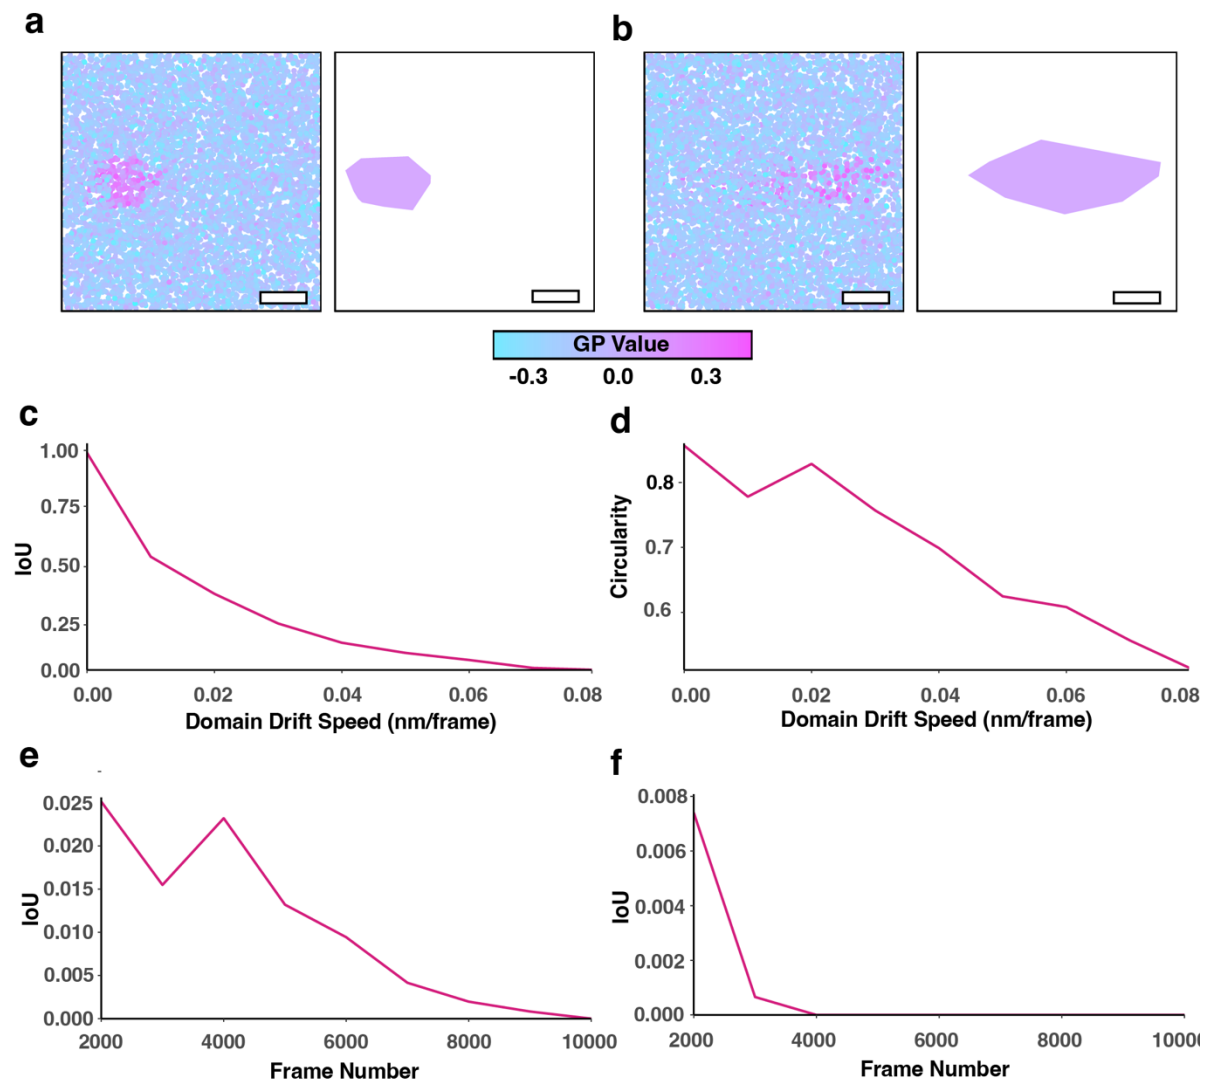 a
b
GP Value
-0.3 0.0 0.3
c
d
1.00
0.75
0.50
0.25
0.00
IoU
0.00 0.02 0.04 0.06 0.08
Domain Drift Speed (nm/frame)
0.8
0.7
0.6
Circularity
0.00 0.02 0.04 0.06 0.08
Domain Drift Speed (nm/frame)
e
f
0.025
0.020
0.015
0.010
0.005
0.000
IoU
2000 4000 6000 8000 10000
Frame Number
0.008
0.006
0.004
0.002
0.000
IoU
2000 4000 6000 8000 1000
Frame Number